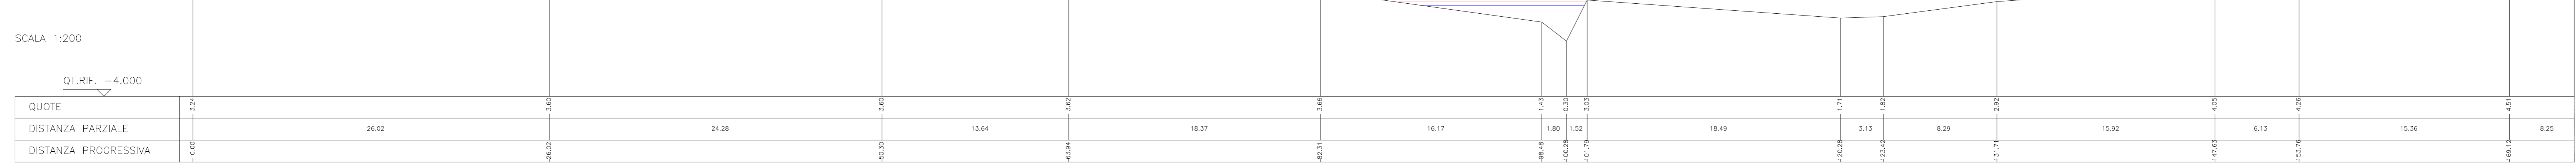 SCALA 1:200
QT.RIF. -4.000
QUOTE 3.24 3.60 3.60 3.62 3.66 1.43 0.30 3.03 1.71 1.82 2.92 4.05 4.26 4.51
DISTANZA PARZIALE 26.02 24.28 13.64 18.37 16.17 1.80 1.52 18.49 3.13 8.29 15.92 6.13 15.36 8.25
DISTANZA PROGRESSIVA 0.00 26.02 50.30 63.94 82.31 98.48 100.28 101.79 120.28 123.42 131.71 147.63 153.76 169.12